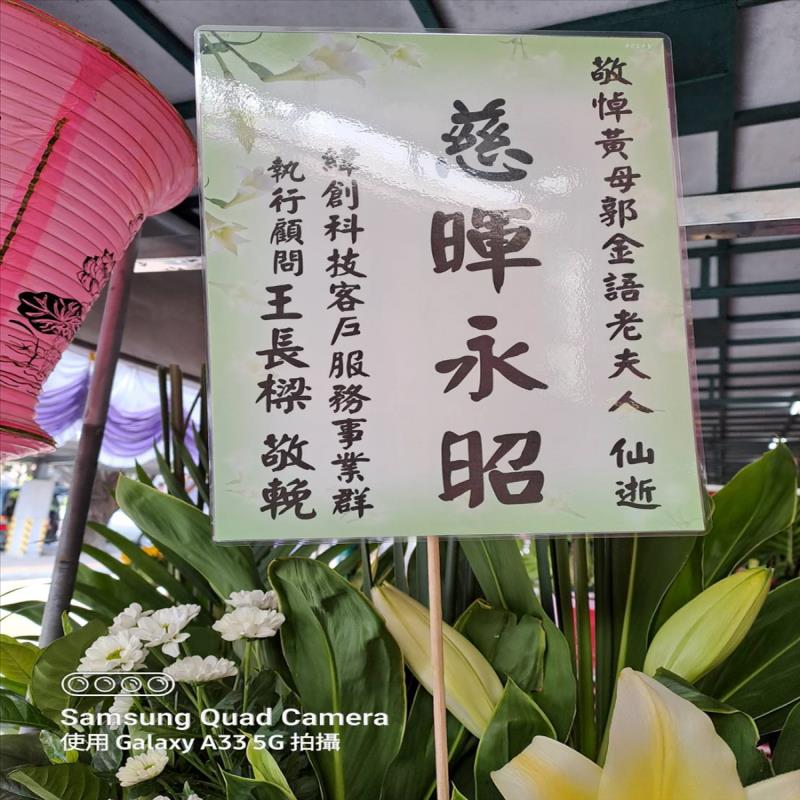 敬悼黃母郭金語老夫人 仙逝
慈暉永昭
緯創科技客戶服務事業群
執行顧問王長樑 敬輓
Samsung Quad Camera
使用 Galaxy A33 5G 拍攝